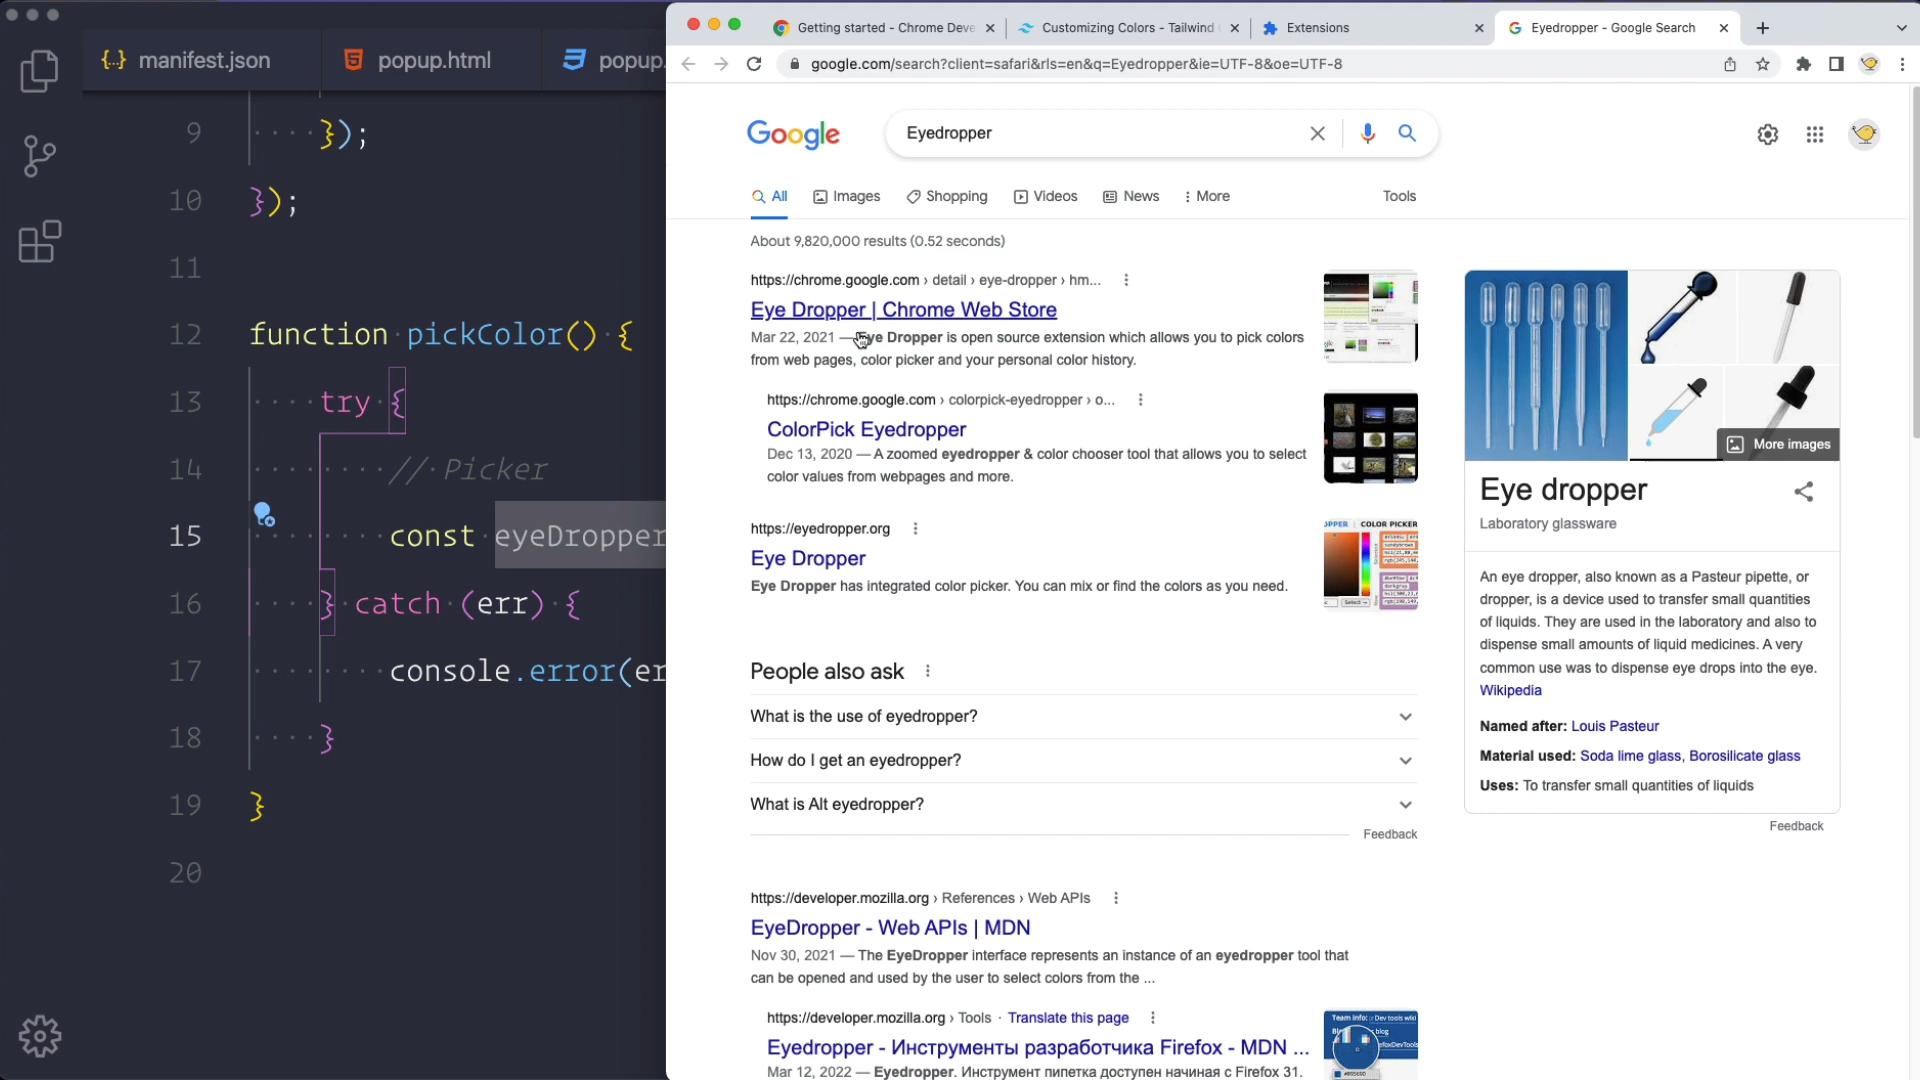 {..} manifest.json
popup.html
popup.
9 });
10 });
11
12 function pickColor() {
13 try {
14 // Picker
15 const eyeDropper
16 } catch (err) {
17 console.error(er
18 }
19 }
20
Getting started - Chrome Deve
Customizing Colors - Tailwind
Extensions
Eyedropper - Google Search
google.com/search?client=safari&rls=en&q=Eyedropper&ie=UTF-8&oe=UTF-8
Google
Eyedropper
All
Images
Shopping
Videos
News
More
Tools
About 9,820,000 results (0.52 seconds)
https://chrome.google.com › detail › eye-dropper › hm...
Eye Dropper | Chrome Web Store
Mar 22, 2021 — Eye Dropper is open source extension which allows you to pick colors
from web pages, color picker and your personal color history.
https://chrome.google.com › colorpick-eyedropper › o...
ColorPick Eyedropper
Dec 13, 2020 — A zoomed eyedropper & color chooser tool that allows you to select
color values from webpages and more.
https://eyedropper.org
Eye Dropper
Eye Dropper has integrated color picker. You can mix or find the colors as you need.
OPPER | COLOR PICKER
People also ask
What is the use of eyedropper?
How do I get an eyedropper?
What is Alt eyedropper?
Feedback
https://developer.mozilla.org › References › Web APIs
EyeDropper - Web APIs | MDN
Nov 30, 2021 — The EyeDropper interface represents an instance of an eyedropper tool that
can be opened and used by the user to select colors from the ...
https://developer.mozilla.org › Tools · Translate this page
Eyedropper - Инструменты разработчика Firefox - MDN ...
Mar 12, 2022 — Eyedropper. Инструмент пипетка доступен начиная с Firefox 31.
More images
Eye dropper
Laboratory glassware
An eye dropper, also known as a Pasteur pipette, or
dropper, is a device used to transfer small quantities
of liquids. They are used in the laboratory and also to
dispense small amounts of liquid medicines. A very
common use was to dispense eye drops into the eye.
Wikipedia
Named after: Louis Pasteur
Material used: Soda lime glass, Borosilicate glass
Uses: To transfer small quantities of liquids
Feedback